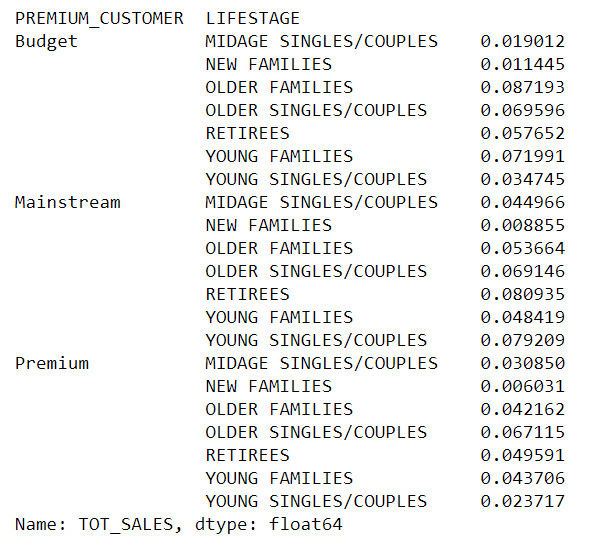 PREMIUM_CUSTOMER  LIFESTAGE
Budget            MIDAGE SINGLES/COUPLES    0.019012
                  NEW FAMILIES              0.011445
                  OLDER FAMILIES            0.087193
                  OLDER SINGLES/COUPLES     0.069596
                  RETIREES                  0.057652
                  YOUNG FAMILIES            0.071991
                  YOUNG SINGLES/COUPLES     0.034745
Mainstream        MIDAGE SINGLES/COUPLES    0.044966
                  NEW FAMILIES              0.008855
                  OLDER FAMILIES            0.053664
                  OLDER SINGLES/COUPLES     0.069146
                  RETIREES                  0.080935
                  YOUNG FAMILIES            0.048419
                  YOUNG SINGLES/COUPLES     0.079209
Premium           MIDAGE SINGLES/COUPLES    0.030850
                  NEW FAMILIES              0.006031
                  OLDER FAMILIES            0.042162
                  OLDER SINGLES/COUPLES     0.067115
                  RETIREES                  0.049591
                  YOUNG FAMILIES            0.043706
                  YOUNG SINGLES/COUPLES     0.023717
Name: TOT_SALES, dtype: float64